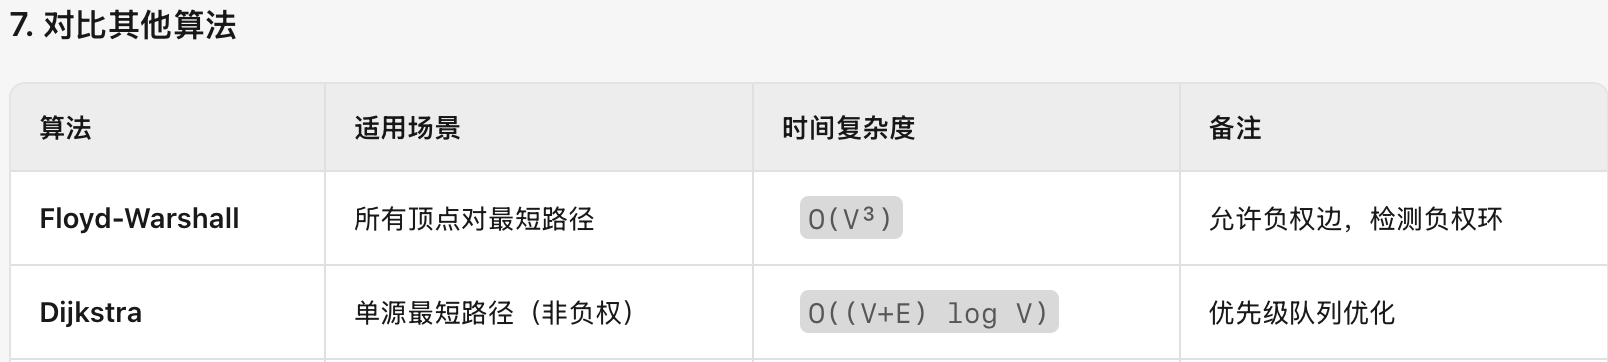 7. 对比其他算法
算法 适用场景 时间复杂度 备注
Floyd-Warshall 所有顶点对最短路径 O(V³) 允许负权边，检测负权环
Dijkstra 单源最短路径（非负权） O((V+E) log V) 优先级队列优化